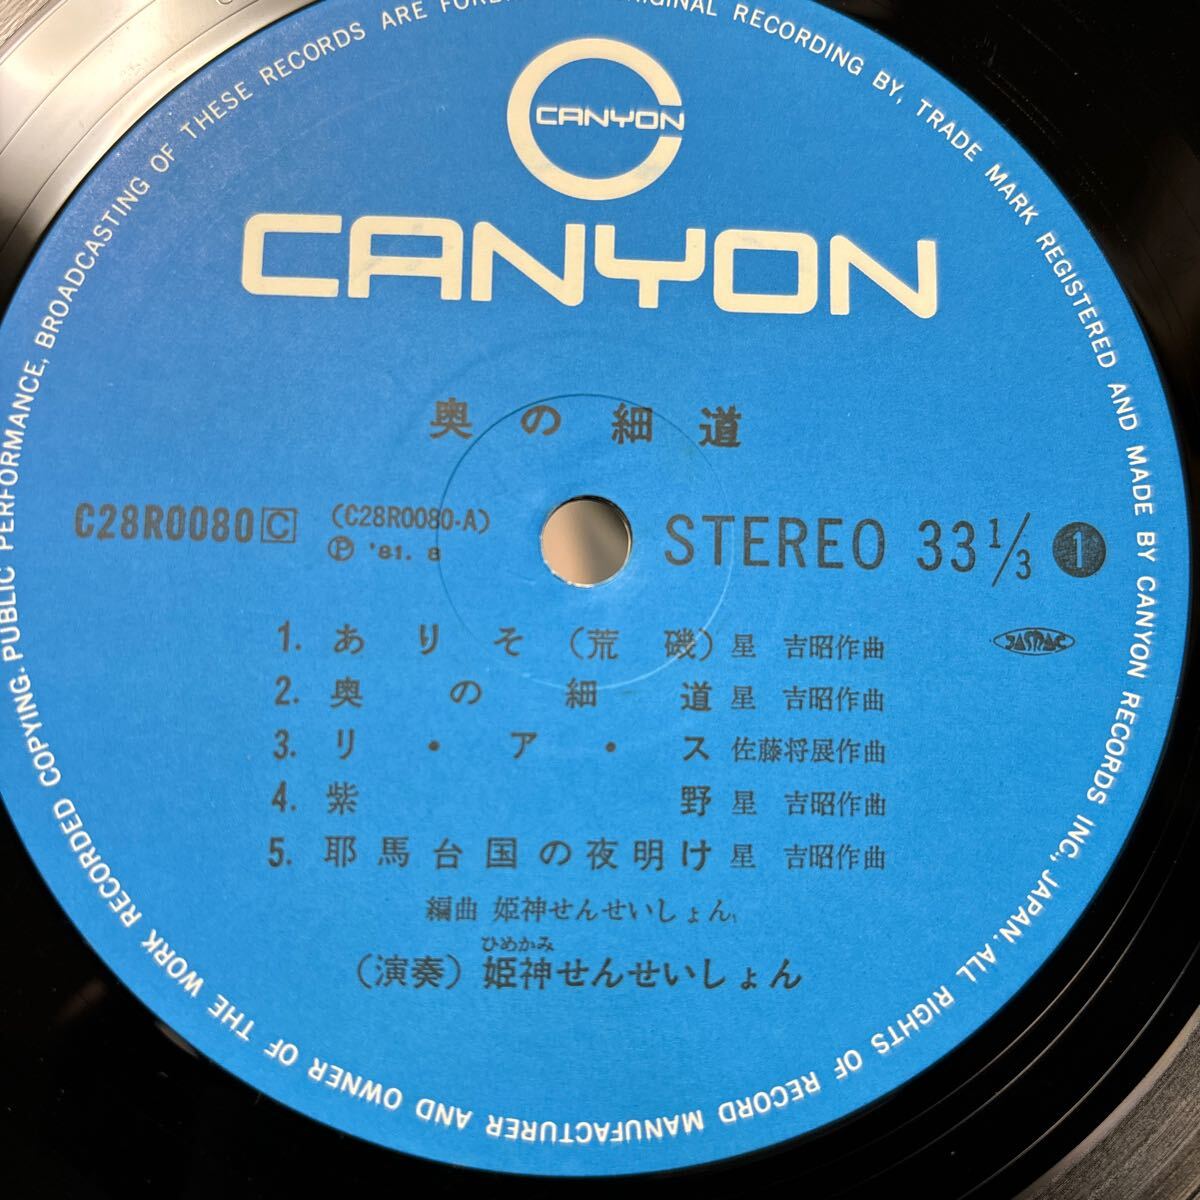 CANYON
CANYON
奥の細道
C28R0080 C (C28R0080-A)
Ⓟ '81. 8
STEREO 33 1/3 1
JASRAC
1. ありそ(荒磯) 星 吉昭作曲
2. 奥の細道 星 吉昭作曲
3. リ・ア・ス 佐藤将展作曲
4. 紫野 星 吉昭作曲
5. 耶馬台国の夜明け 星 吉昭作曲
編曲 姫神せんせいしょん
ひめかみ
(演奏) 姫神せんせいしょん
ORIGINAL RECORDING BY, TRADE MARK REGISTERED AND MADE BY CANYON RECORDS INC., JAPAN. ALL RIGHTS OF RECORD MANUFACTURER AND OWNER OF THE WORK RECORDED COPYING. PUBLIC PERFORMANCE, BROADCASTING OF THESE RECORDS ARE